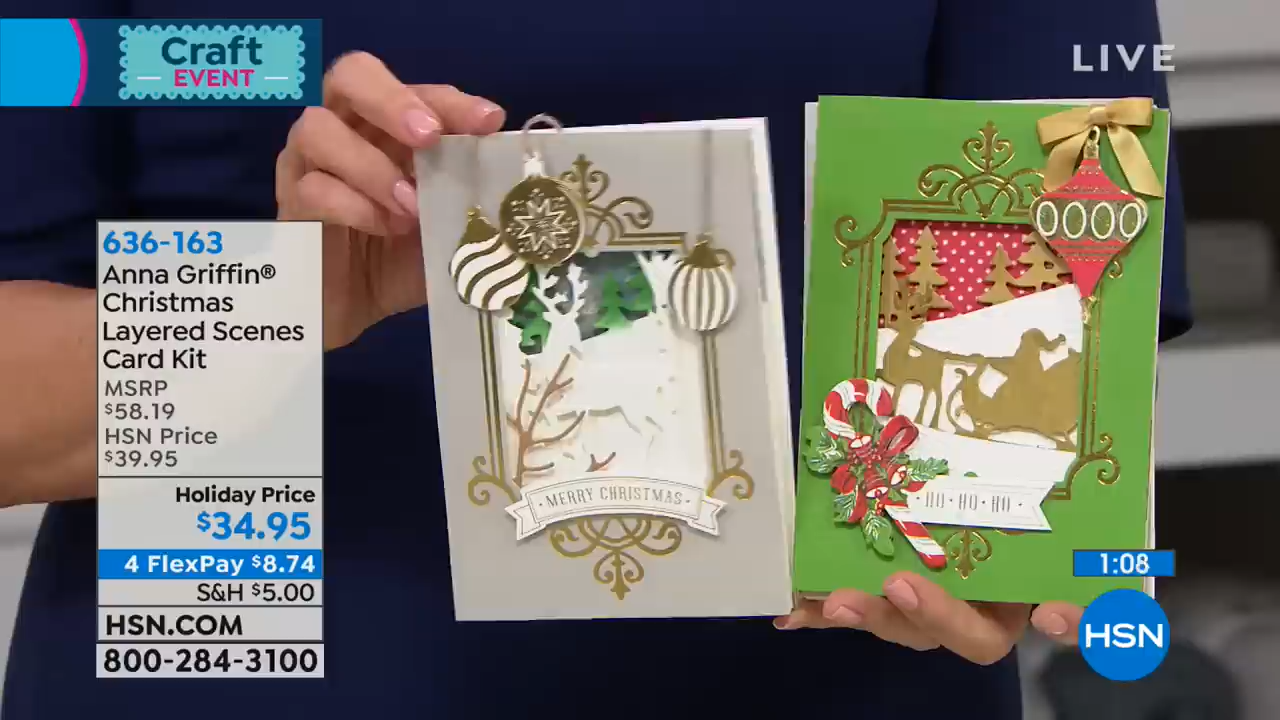 Craft
EVENT
LIVE
636-163
Anna Griffin®
Christmas
Layered Scenes
Card Kit
MSRP
$58.19
HSN Price
$39.95
Holiday Price
$34.95
4 FlexPay $8.74
S&H $5.00
HSN.COM
800-284-3100
·MERRY CHRISTMAS·
·HO·HO·HO·
1:08
HSN